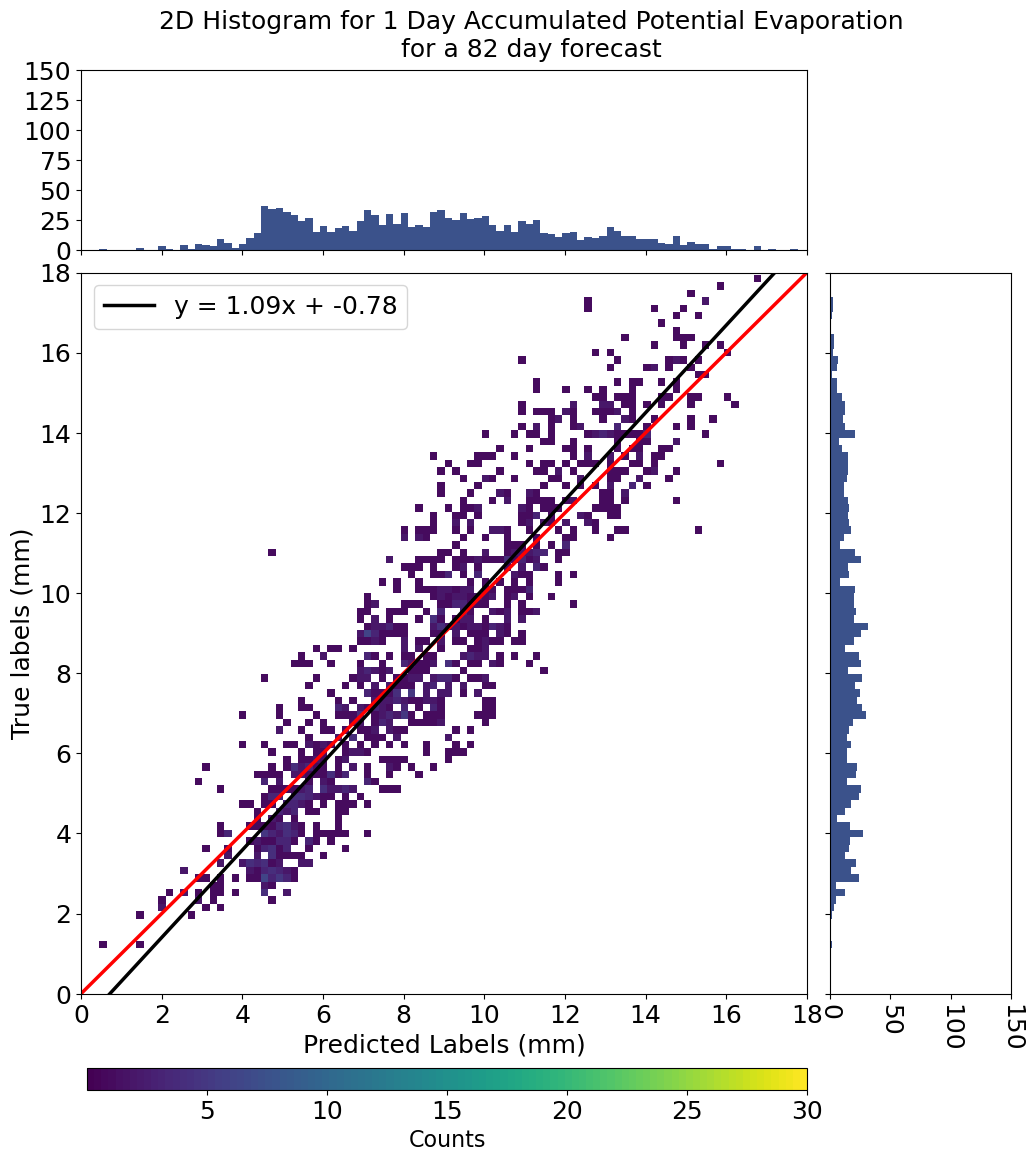 2D Histogram for 1 Day Accumulated Potential Evaporation
for a 82 day forecast
150
125
100
75
50
25
0
18
16
14
12
10
8
6
4
2
0
True labels (mm)
y = 1.09x + -0.78
0 2 4 6 8 10 12 14 16 18
Predicted Labels (mm)
0 50 100 150
5 10 15 20 25 30
Counts